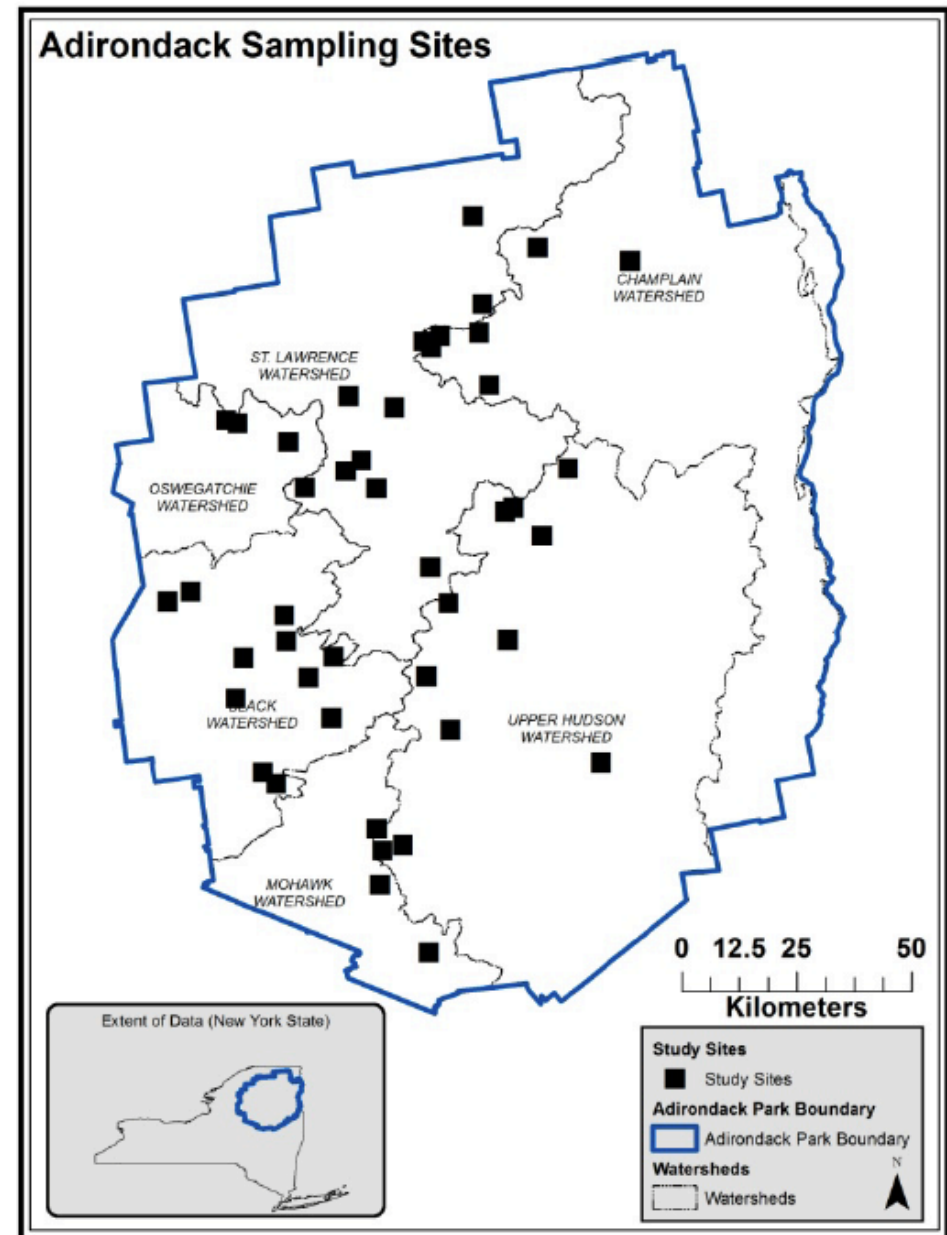 Adirondack Sampling Sites
CHAMPLAIN
WATERSHED
ST. LAWRENCE
WATERSHED
OSWEGATCHIE
WATERSHED
BLACK
WATERSHED
UPPER HUDSON
WATERSHED
MOHAWK
WATERSHED
0 12.5 25 50
Kilometers
Extent of Data (New York State)
Study Sites
Study Sites
Adirondack Park Boundary
Adirondack Park Boundary
Watersheds
Watersheds
N